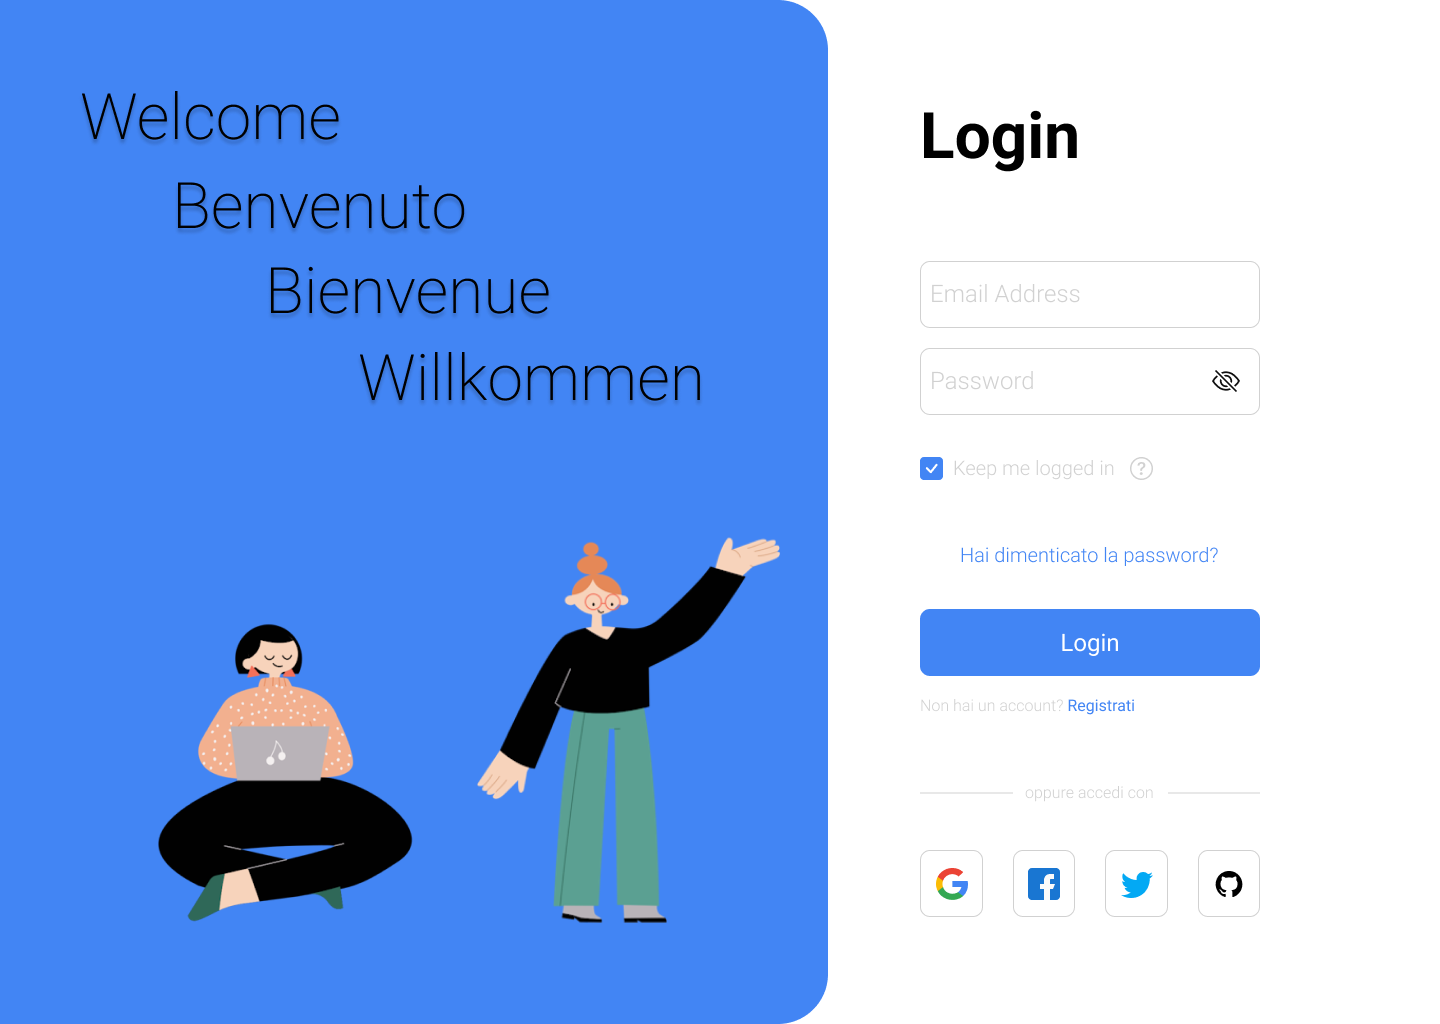 Welcome
Benvenuto
Bienvenue
Willkommen
Login
Email Address
Password
Keep me logged in ?
Hai dimenticato la password?
Login
Non hai un account? Registrati
oppure accedi con